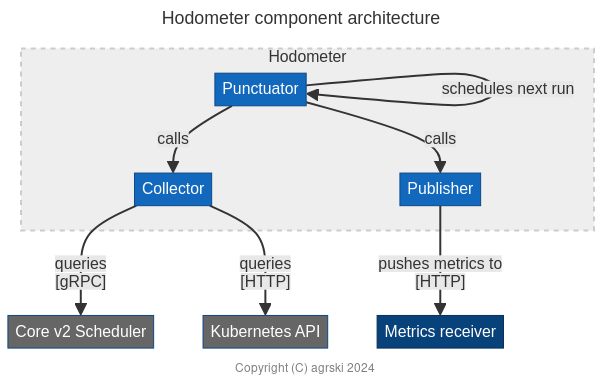 Hodometer component architecture
Hodometer
Punctuator
schedules next run
calls
calls
Collector
Publisher
queries
[gRPC]
queries
[HTTP]
pushes metrics to
[HTTP]
Core v2 Scheduler
Kubernetes API
Metrics receiver
Copyright (C) agrski 2024